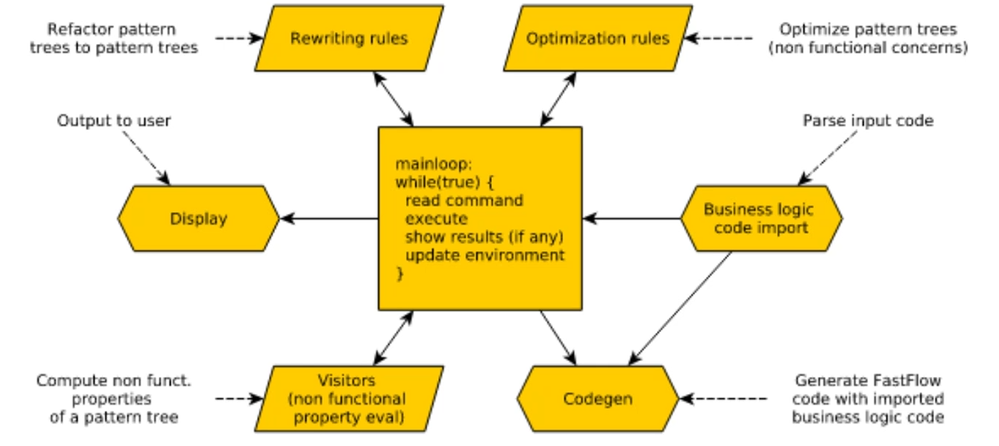 Refactor pattern
trees to pattern trees
Rewriting rules
Optimization rules
Optimize pattern trees
(non functional concerns)
Output to user
Parse input code
mainloop:
while(true) {
read command
execute
show results (if any)
update environment
}
Display
Business logic
code import
Compute non funct.
properties
of a pattern tree
Visitors
(non functional
property eval)
Codegen
Generate FastFlow
code with imported
business logic code